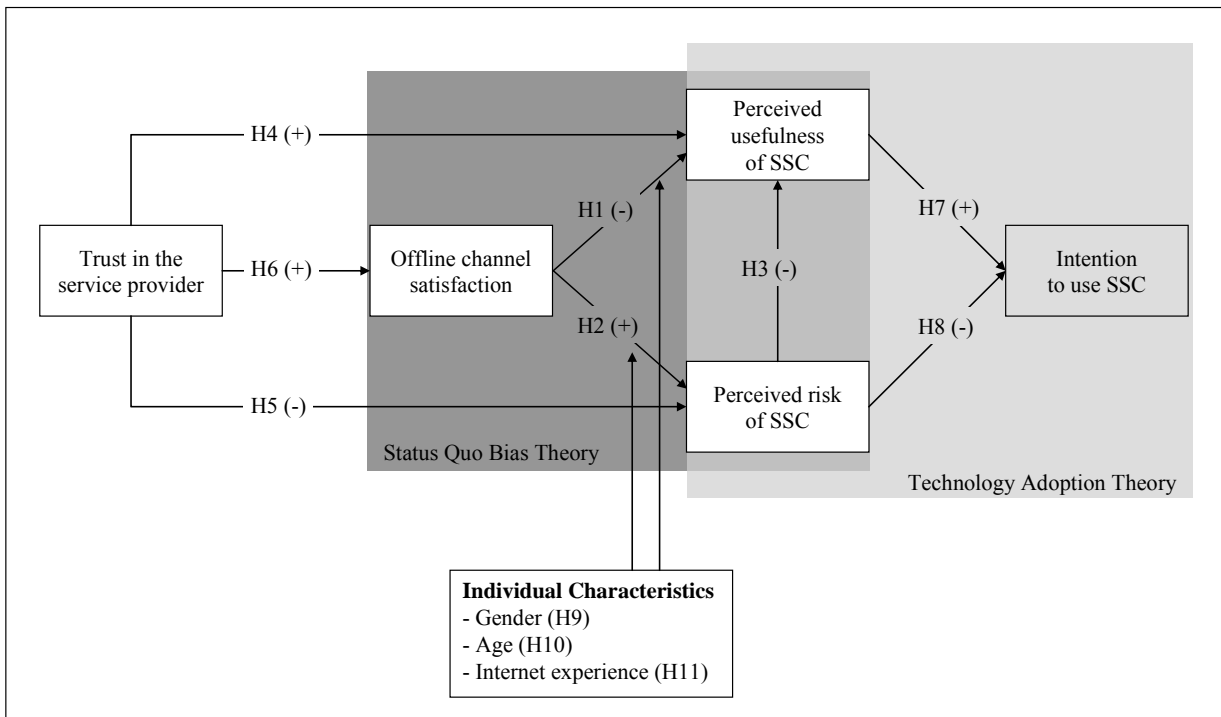 Perceived
usefulness
of SSC
H4 (+)
H1 (-)
H7 (+)
Trust in the
service provider
H6 (+)
Offline channel
satisfaction
H3 (-)
Intention
to use SSC
H2 (+)
H8 (-)
H5 (-)
Perceived risk
of SSC
Status Quo Bias Theory
Technology Adoption Theory
Individual Characteristics
- Gender (H9)
- Age (H10)
- Internet experience (H11)